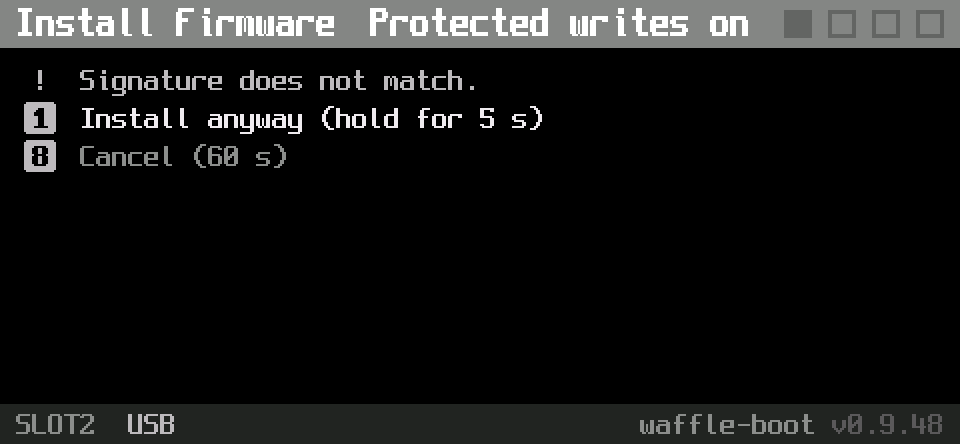 Install Firmware Protected writes on
! Signature does not match.
1 Install anyway (hold for 5 s)
8 Cancel (60 s)
SLOT2 USB waffle-boot v0.9.48